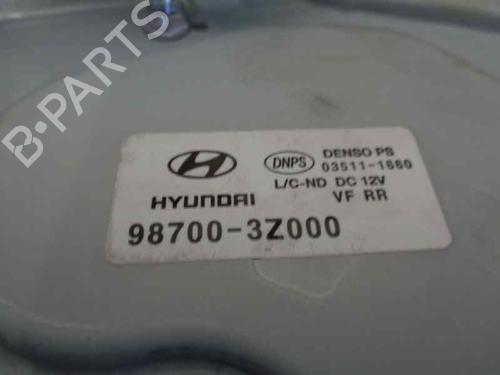 B-PARTS
HYUNDAI
98700-3Z000
DNPS
DENSO PS
03511-1660
L/C-ND DC 12V
VF RR